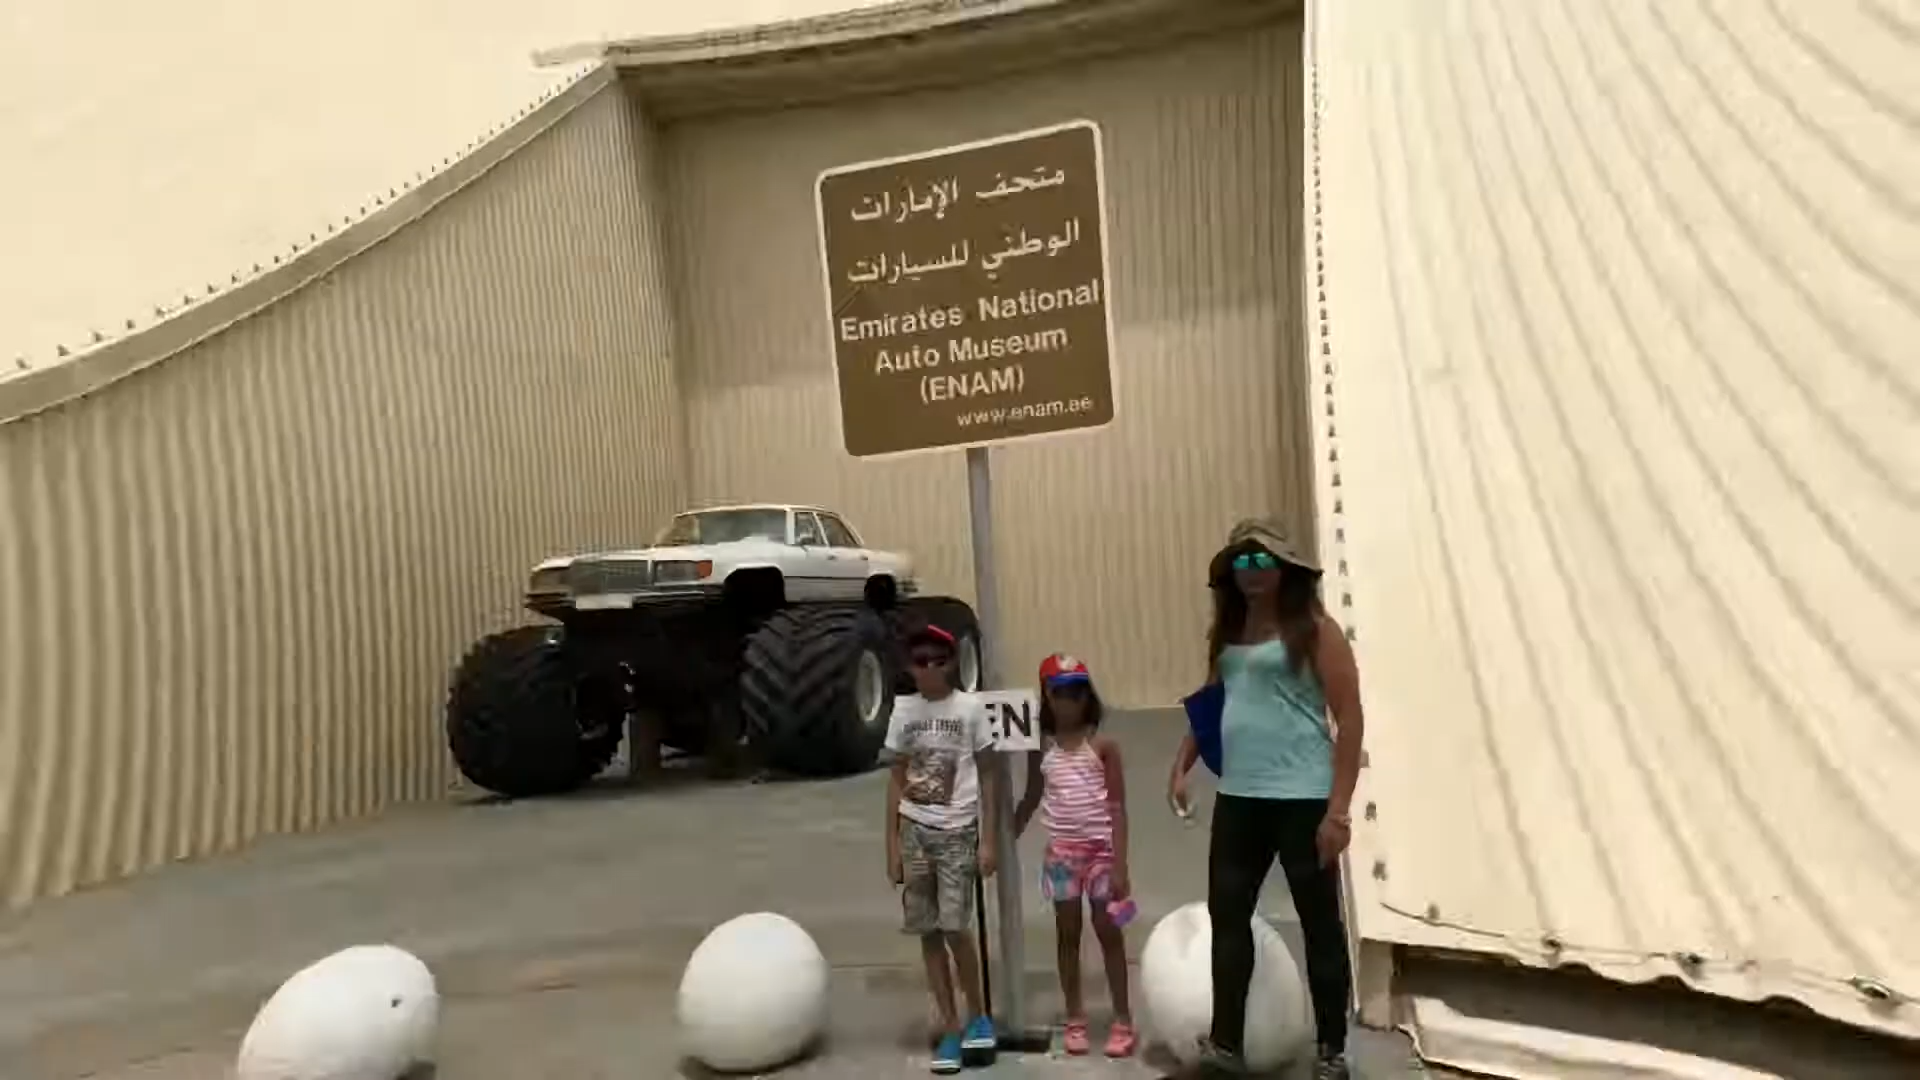 متحف الإمارات
الوطني للسيارات
Emirates National
Auto Museum
(ENAM)
www.enam.ae
EN